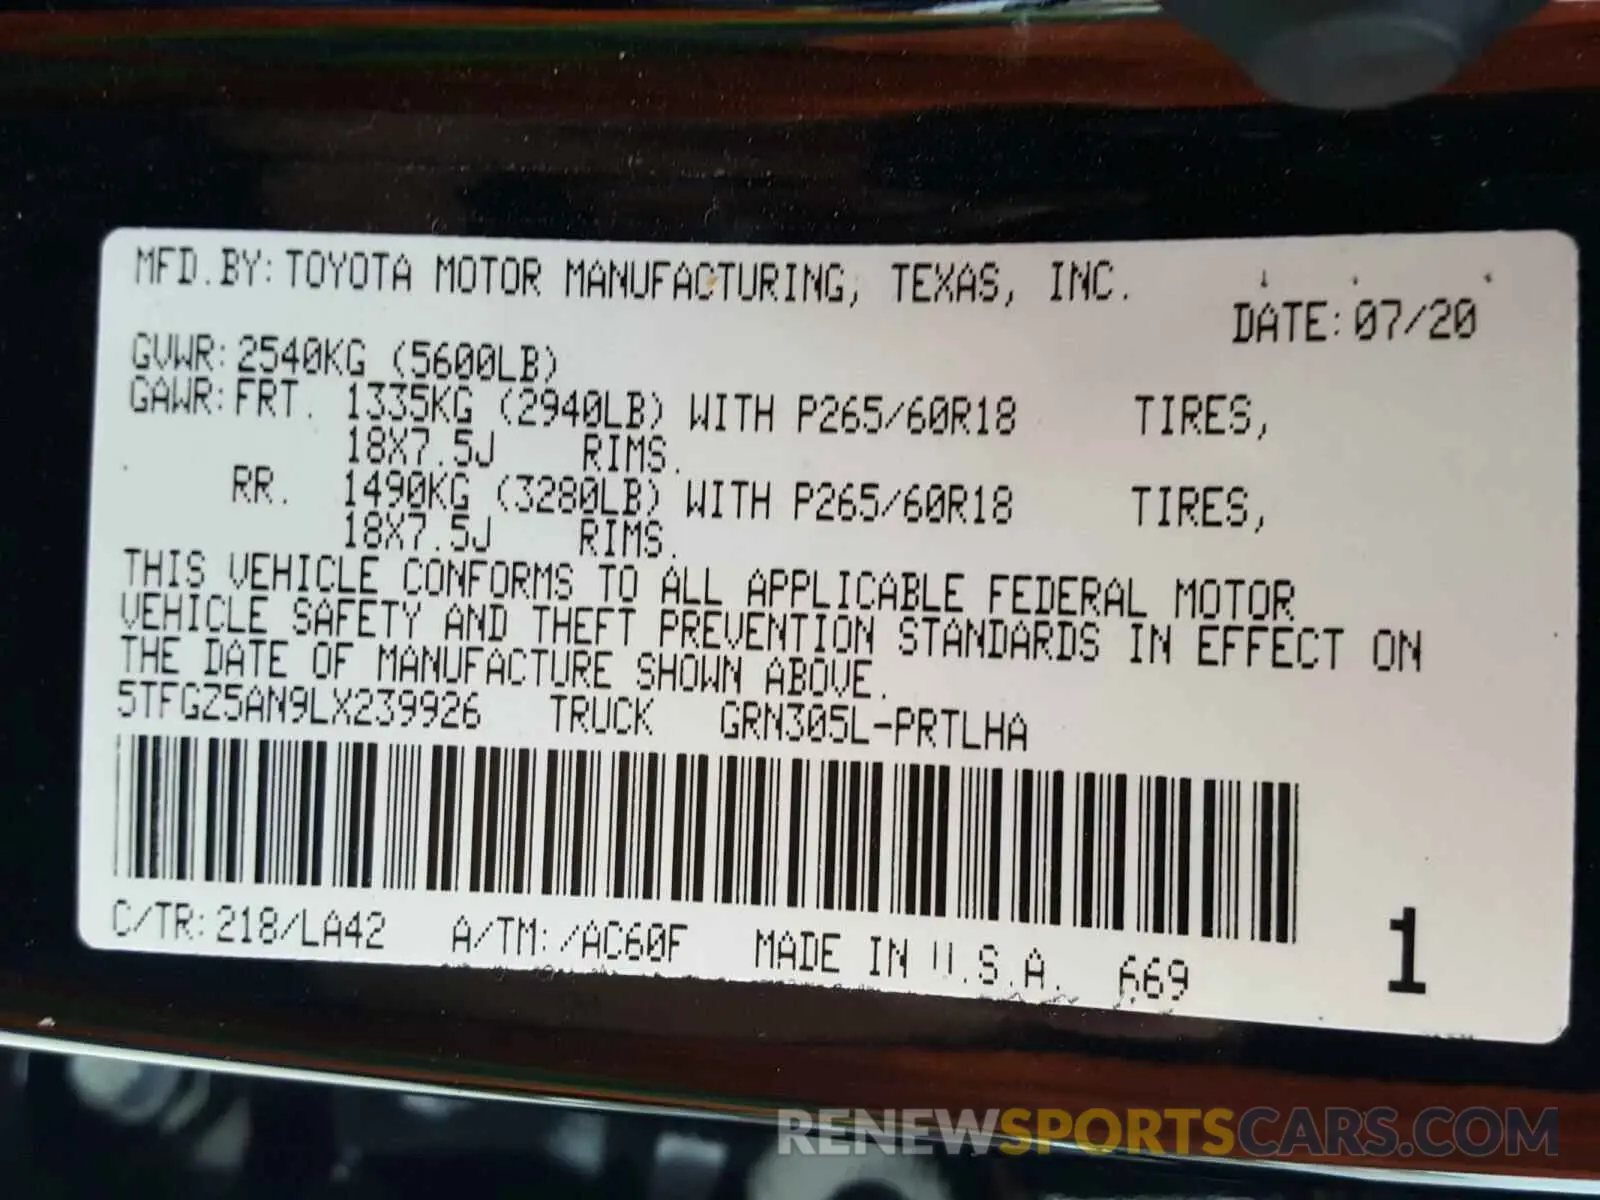 MFD.BY: TOYOTA MOTOR MANUFACTURING, TEXAS, INC.
DATE: 07/20
GVWR: 2540KG (5600LB)
GAWR: FRT. 1335KG (2940LB) WITH P265/60R18 TIRES,
18X7.5J RIMS.
RR. 1490KG (3280LB) WITH P265/60R18 TIRES,
18X7.5J RIMS.
THIS VEHICLE CONFORMS TO ALL APPLICABLE FEDERAL MOTOR
VEHICLE SAFETY AND THEFT PREVENTION STANDARDS IN EFFECT ON
THE DATE OF MANUFACTURE SHOWN ABOVE.
5TFGZ5AN9LX239926 TRUCK GRN305L-PRTLHA
C/TR: 218/LA42 A/TM: /AC60F MADE IN U.S.A. 669
1
RENEWSPORTSCARS.COM